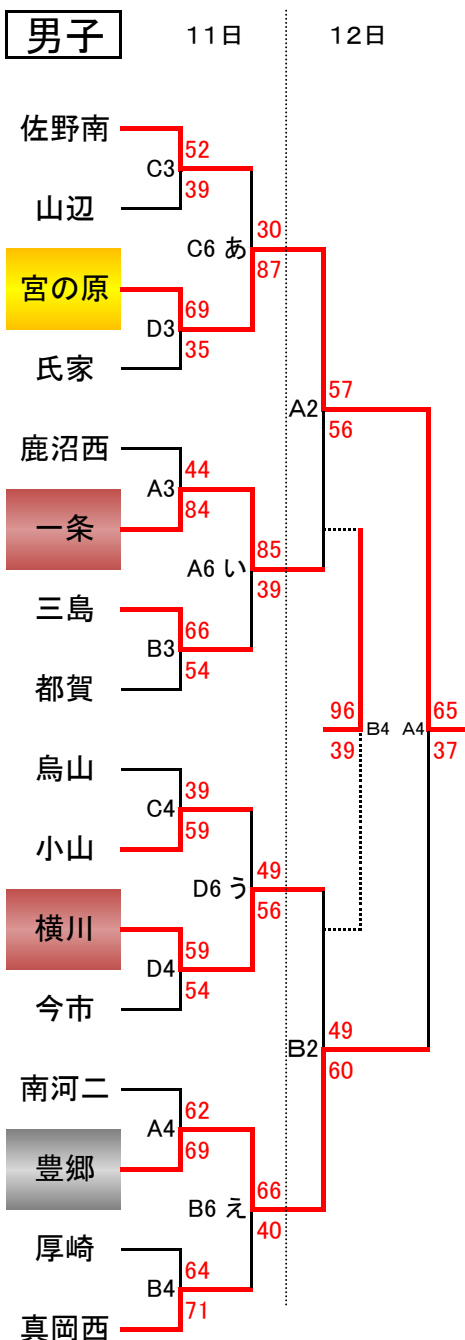 男子
11日
12日
佐野南
52
C3
39
山辺
30
C6 あ
87
宮の原
69
D3
35
氏家
57
A2
56
鹿沼西
44
A3
84
一条
85
A6 い
39
三島
66
B3
54
都賀
96
B4
39
65
A4
37
烏山
39
C4
59
小山
49
D6 う
56
横川
59
D4
54
今市
49
B2
60
南河二
62
A4
69
豊郷
66
B6 え
40
厚崎
64
B4
71
真岡西